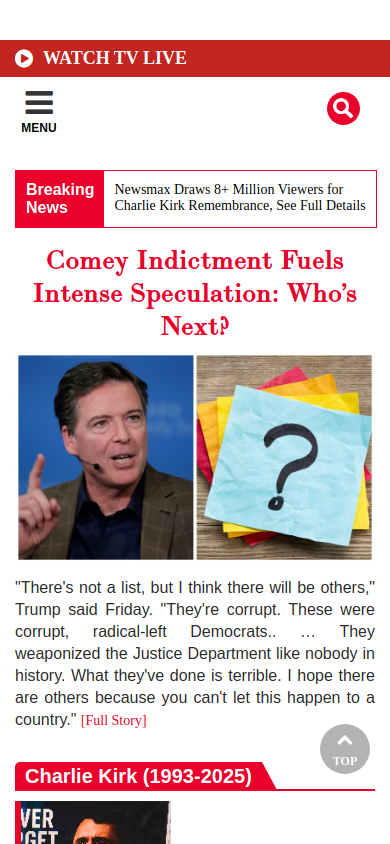 WATCH TV LIVE
MENU
Breaking
News
Newsmax Draws 8+ Million Viewers for
Charlie Kirk Remembrance, See Full Details
Comey Indictment Fuels
Intense Speculation: Who’s
Next?
?
"There's not a list, but I think there will be others,"
Trump said Friday. "They're corrupt. These were
corrupt, radical-left Democrats.. … They
weaponized the Justice Department like nobody in
history. What they've done is terrible. I hope there
are others because you can't let this happen to a
country." [Full Story]
TOP
Charlie Kirk (1993-2025)